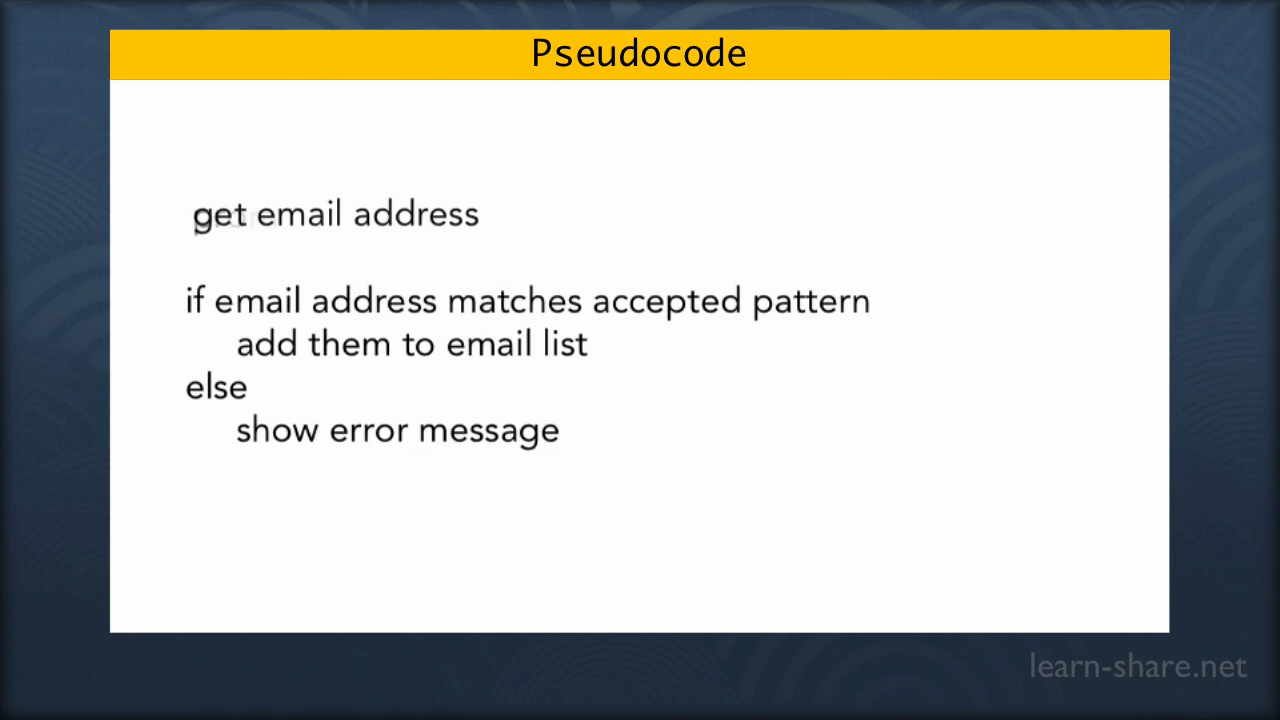 Pseudocode
get email address
if email address matches accepted pattern
add them to email list
else
show error message
learn-share.net